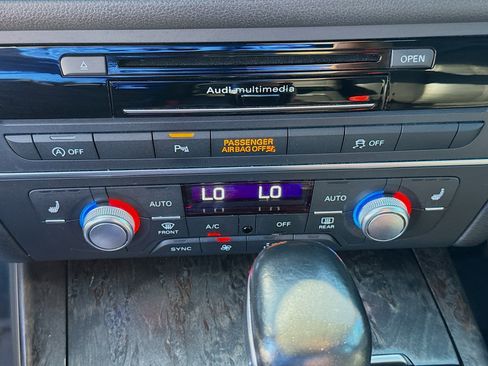 OPEN
Audi multimedia
A OFF
P
PASSENGER
AIR BAG OFF
OFF
AUTO
LO LO
AUTO
FRONT
A/C
OFF
REAR
SYNC